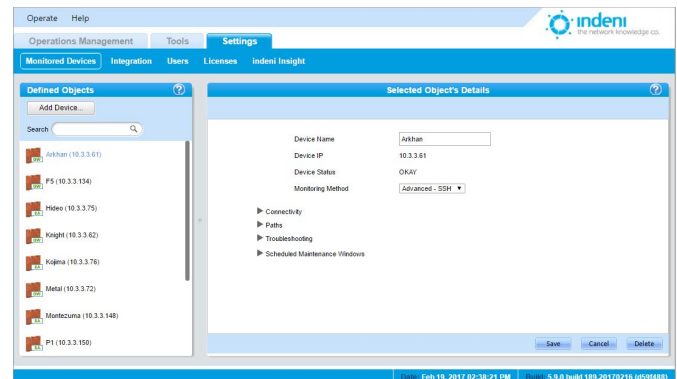 Operate Help
indeni
the network knowledge co.
Operations Management Tools Settings
Monitored Devices Integration Users Licenses indeni Insight
Defined Objects ?
Selected Object's Details ?
Add Device...
Search
Arkhan (10.3.3.61)
F5 (10.3.3.134)
Hideo (10.3.3.75)
Knight (10.3.3.62)
Kojima (10.3.3.76)
Metal (10.3.3.72)
Montezuma (10.3.3.148)
P1 (10.3.3.150)
Device Name Arkhan
Device IP 10.3.3.61
Device Status OKAY
Monitoring Method Advanced - SSH
Connectivity
Paths
Troubleshooting
Scheduled Maintenance Windows
Save Cancel Delete
Date: Feb 19, 2017 02:38:21 PM Build: 5.9.0 build 189.20170216 (d59f488)